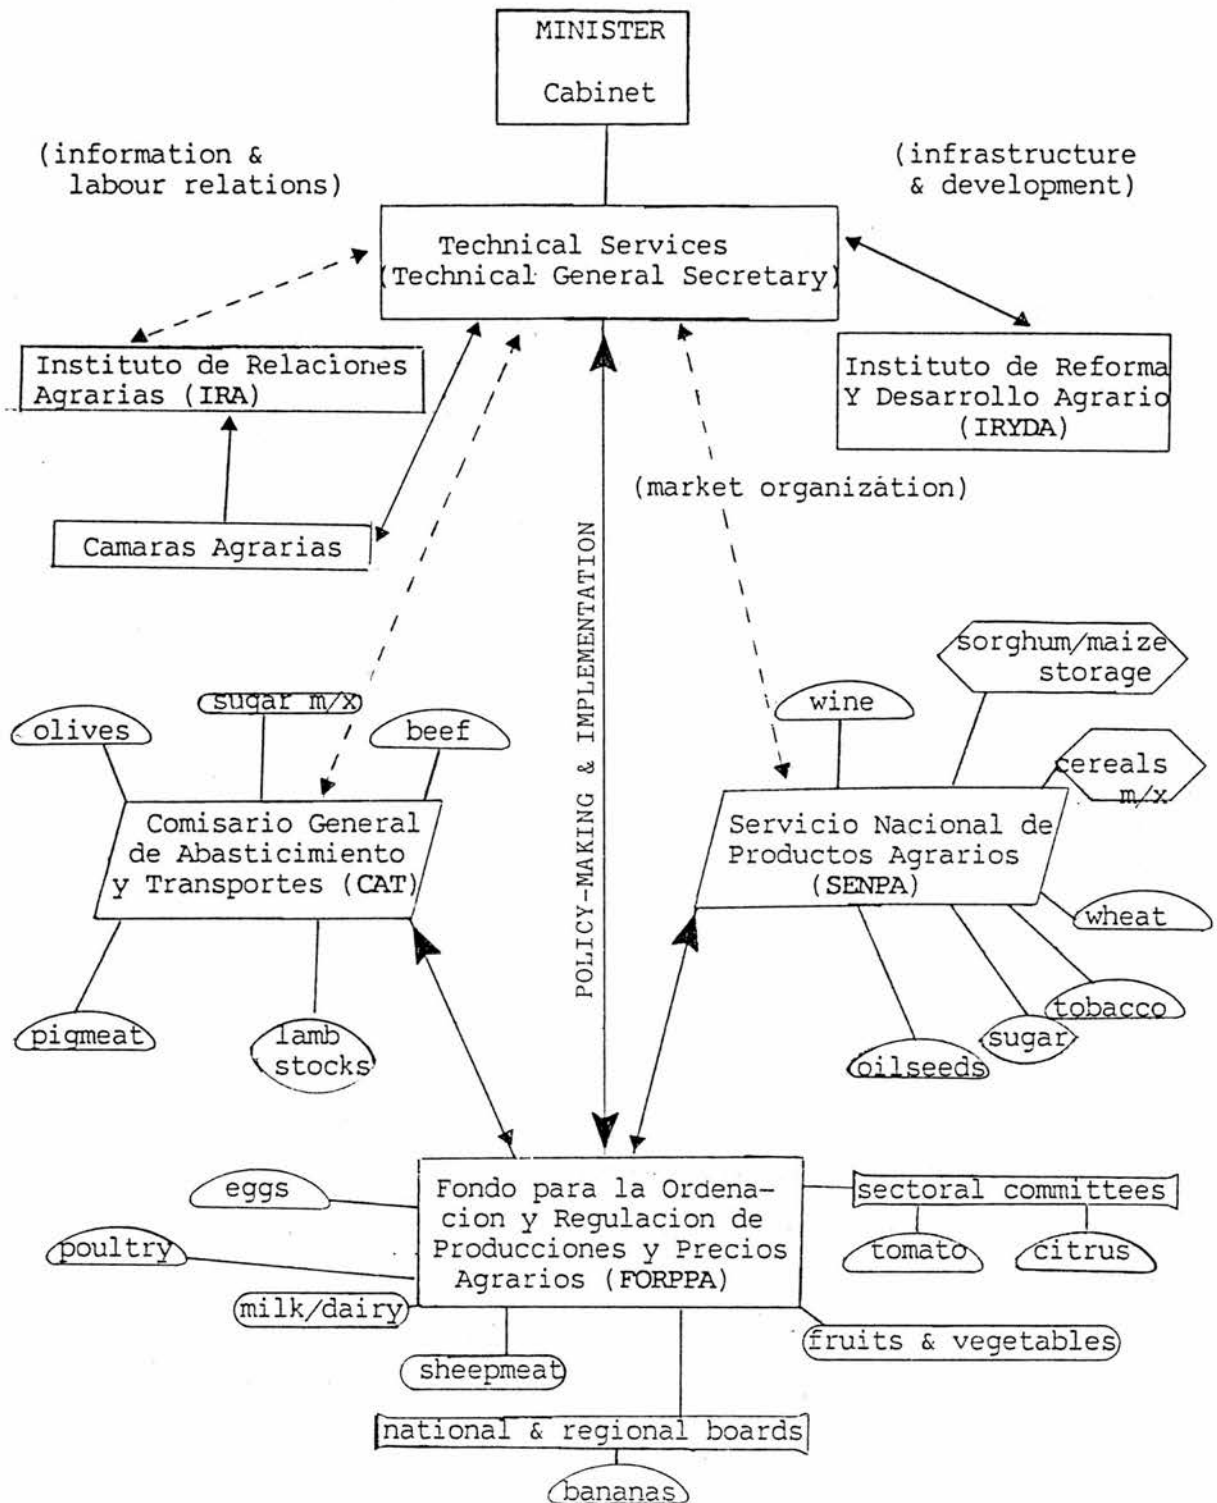 MINISTER
Cabinet
(information &
labour relations)
(infrastructure
& development)
Technical Services
(Technical General Secretary)
Instituto de Relaciones
Agrarias (IRA)
Instituto de Reforma
Y Desarrollo Agrario
(IRYDA)
(market organization)
Camaras Agrarias
POLICY-MAKING & IMPLEMENTATION
sorghum/maize
storage
sugar m/x
wine
olives
beef
cereals
m/x
Comisario General
de Abasticimiento
y Transportes (CAT)
Servicio Nacional de
Productos Agrarios
(SENPA)
wheat
tobacco
pigmeat
lamb
stocks
sugar
oilseeds
eggs
poultry
milk/dairy
sheepmeat
Fondo para la Ordena-
cion y Regulacion de
Producciones y Precios
Agrarios (FORPPA)
sectoral committees
tomato
citrus
fruits & vegetables
national & regional boards
bananas